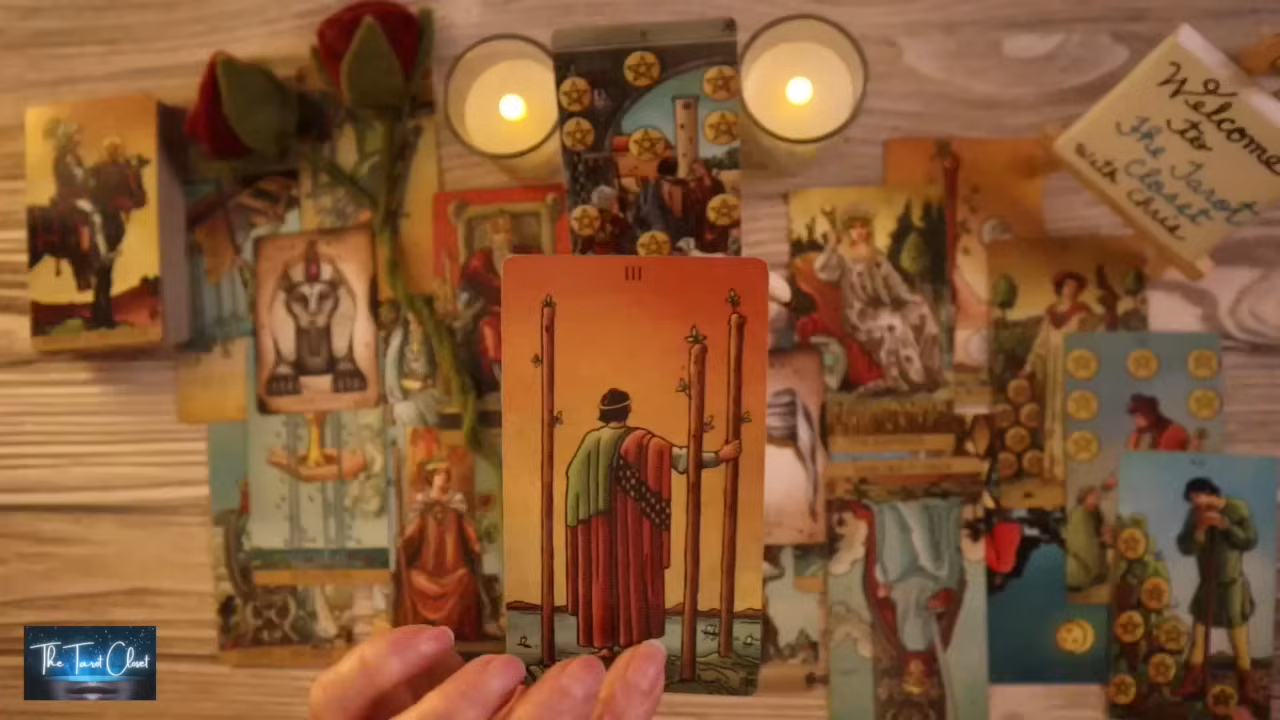 Welcome
To
The Tarot
Closet
with Chris
III
The Tarot Closet